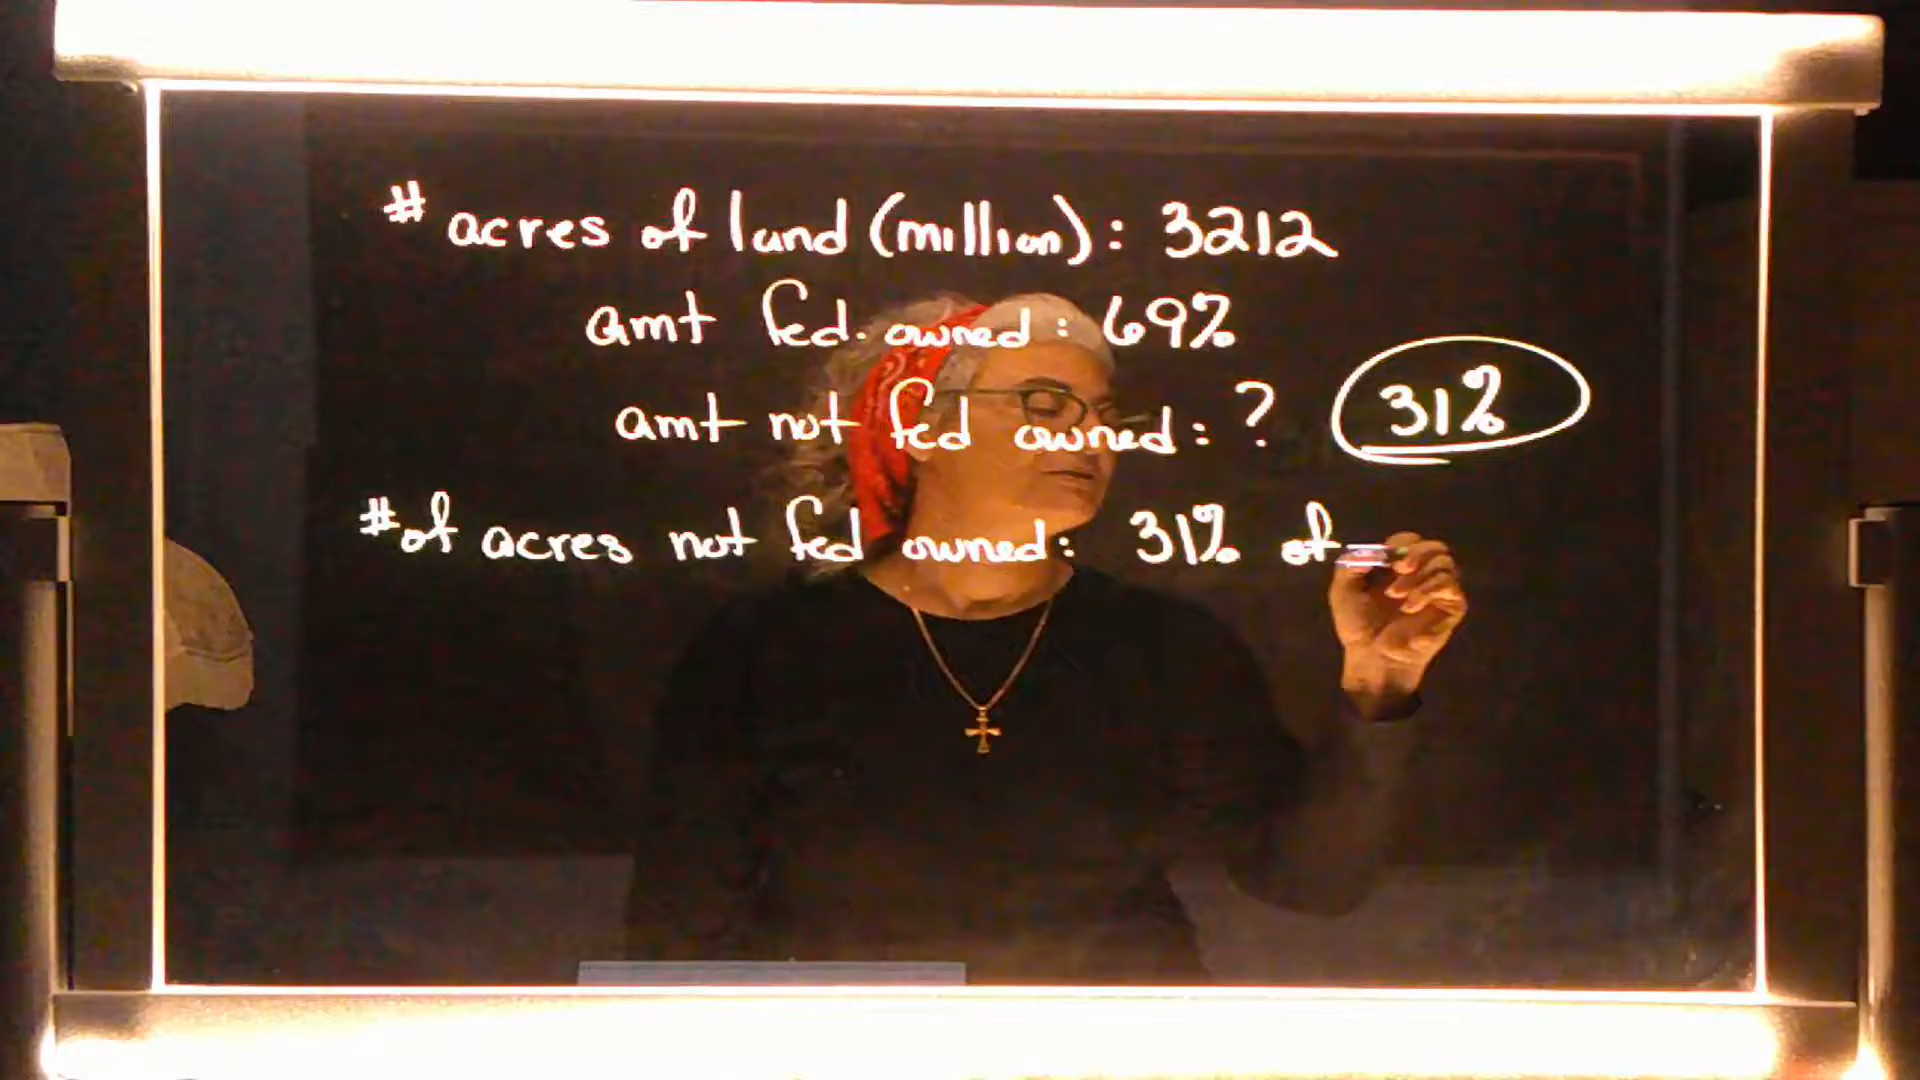 # acres of land (million): 3212
amt fed. owned: 69%
amt not fed owned: ? 31%
# of acres not fed owned: 31% of